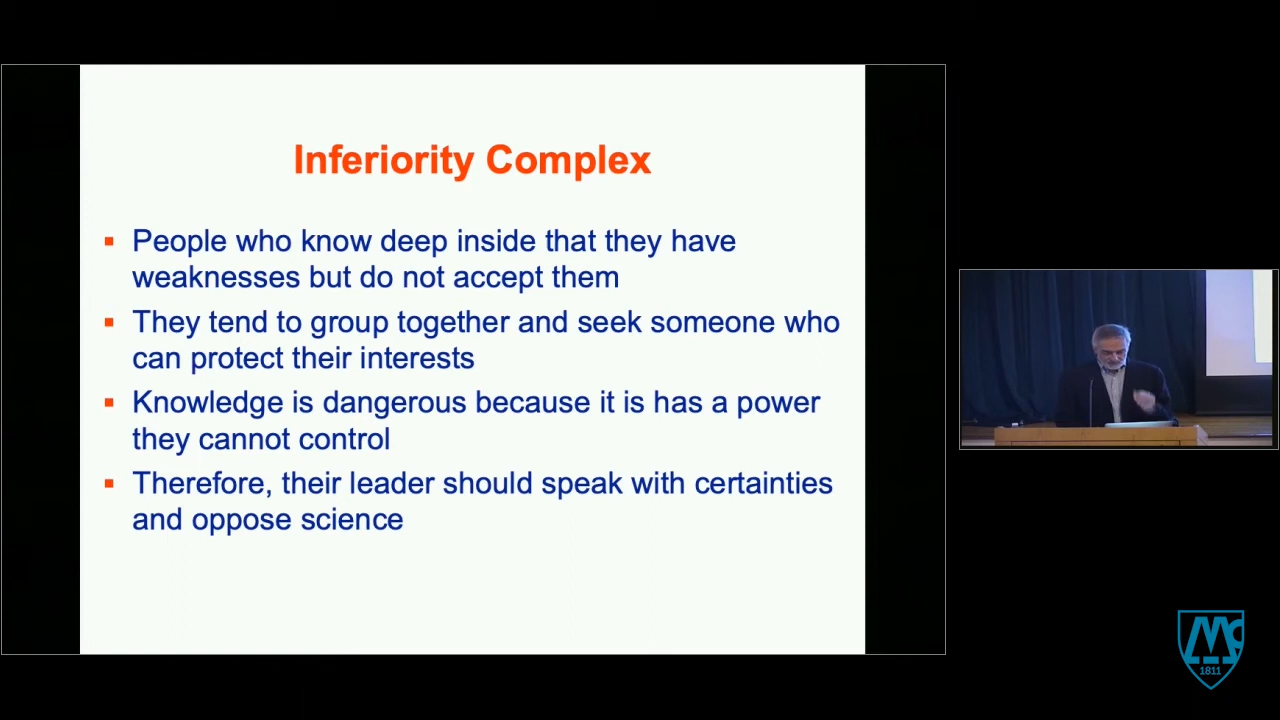 Inferiority Complex
People who know deep inside that they have
weaknesses but do not accept them
They tend to group together and seek someone who
can protect their interests
Knowledge is dangerous because it is has a power
they cannot control
Therefore, their leader should speak with certainties
and oppose science
1811